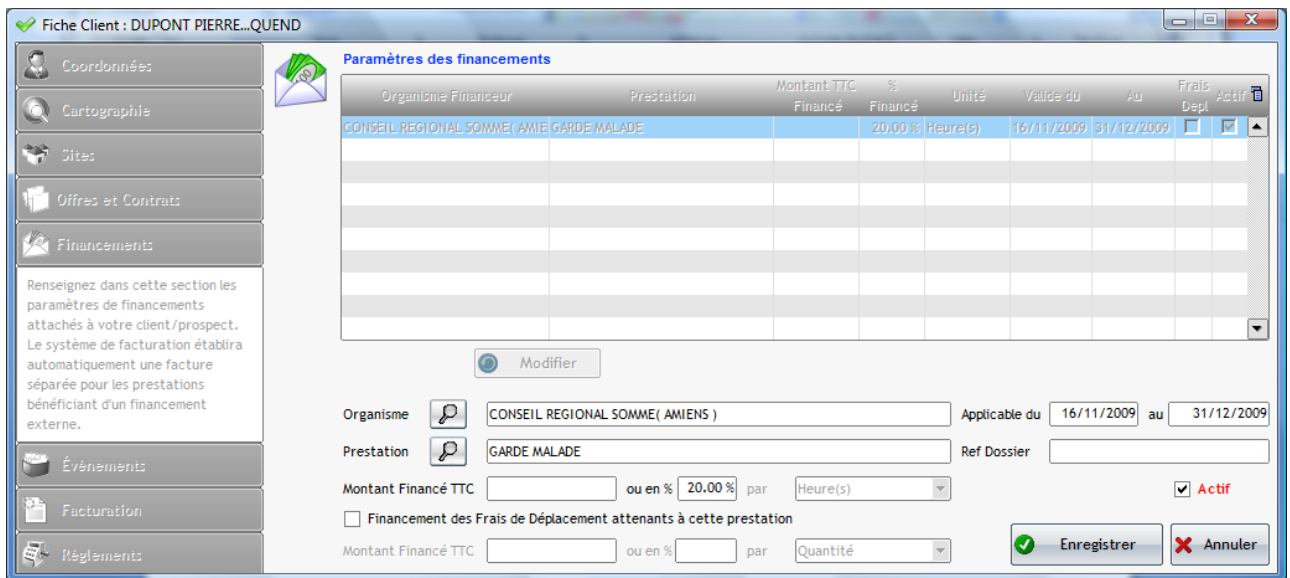 Fiche Client : DUPONT PIERRE...QUEND
Coordonnées
Cartographie
Sites
Offres et Contrats
Financements
Renseignez dans cette section les
paramètres de financements
attachés à votre client/prospect.
Le système de facturation établira
automatiquement une facture
séparée pour les prestations
bénéficiant d'un financement
externe.
Évènements
Facturation
Règlements
Paramètres des financements
Organisme Financeur Prestation Montant TTC Financé % Financé Unité Valide du Au Frais Depl Actif
CONSEIL REGIONAL SOMME( AMIE GARDE MALADE 20.00 % Heure(s) 16/11/2009 31/12/2009
Modifier
Organisme CONSEIL REGIONAL SOMME( AMIENS ) Applicable du 16/11/2009 au 31/12/2009
Prestation GARDE MALADE Ref Dossier
Montant Financé TTC ou en % 20.00 % par Heure(s) Actif
Financement des Frais de Déplacement attenants à cette prestation
Montant Financé TTC ou en % par Quantité
Enregistrer Annuler